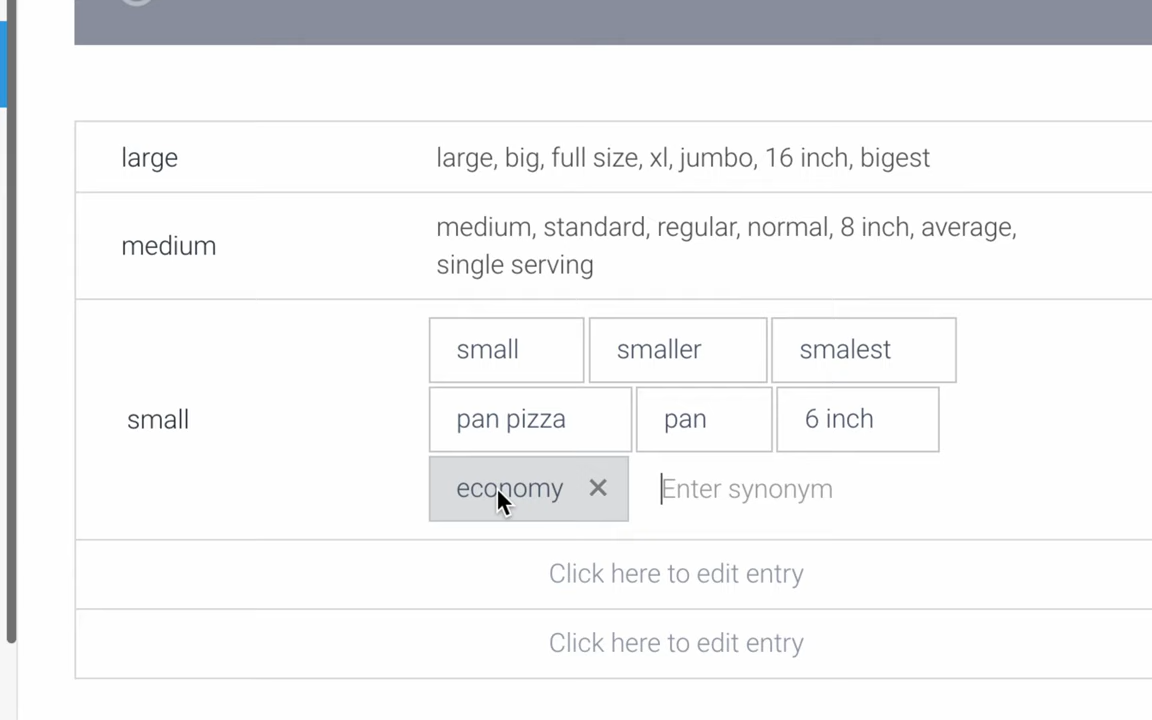 large
large, big, full size, xl, jumbo, 16 inch, bigest
medium
medium, standard, regular, normal, 8 inch, average,
single serving
small
small smaller smalest
pan pizza pan 6 inch
economy Enter synonym
Click here to edit entry
Click here to edit entry